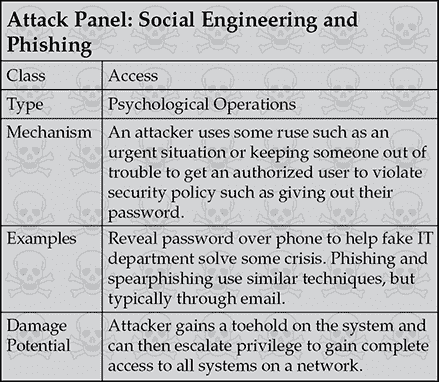 Attack Panel: Social Engineering and
Phishing
Class Access
Type Psychological Operations
Mechanism An attacker uses some ruse such as an
urgent situation or keeping someone out of
trouble to get an authorized user to violate
security policy such as giving out their
password.
Examples Reveal password over phone to help fake IT
department solve some crisis. Phishing and
spearphishing use similar techniques, but
typically through email.
Damage Attacker gains a toehold on the system and
Potential can then escalate privilege to gain complete
access to all systems on a network.